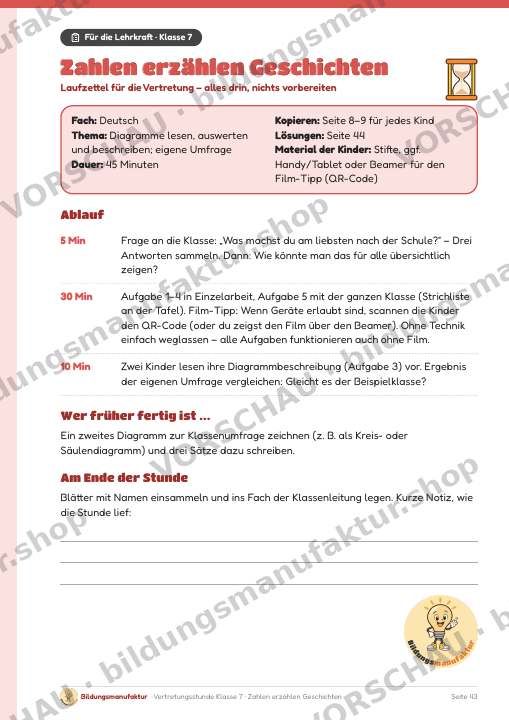 Für die Lehrkraft · Klasse 7
Zahlen erzählen Geschichten
Laufzettel für die Vertretung – alles drin, nichts vorbereiten
Fach: Deutsch
Thema: Diagramme lesen, auswerten
und beschreiben; eigene Umfrage
Dauer: 45 Minuten
Kopieren: Seite 8–9 für jedes Kind
Lösungen: Seite 44
Material der Kinder: Stifte, ggf.
Handy/Tablet oder Beamer für den
Film-Tipp (QR-Code)
Ablauf
5 Min
Frage an die Klasse: „Was machst du am liebsten nach der Schule?“ – Drei
Antworten sammeln. Dann: Wie könnte man das für alle übersichtlich
zeigen?
30 Min
Aufgabe 1–4 in Einzelarbeit, Aufgabe 5 mit der ganzen Klasse (Strichliste
an der Tafel). Film-Tipp: Wenn Geräte erlaubt sind, scannen die Kinder
den QR-Code (oder du zeigst den Film über den Beamer). Ohne Technik
einfach weglassen – alle Aufgaben funktionieren auch ohne Film.
10 Min
Zwei Kinder lesen ihre Diagrammbeschreibung (Aufgabe 3) vor. Ergebnis
der eigenen Umfrage vergleichen: Gleicht es der Beispielklasse?
Wer früher fertig ist …
Ein zweites Diagramm zur Klassenumfrage zeichnen (z. B. als Kreis- oder
Säulendiagramm) und drei Sätze dazu schreiben.
Am Ende der Stunde
Blätter mit Namen einsammeln und ins Fach der Klassenleitung legen. Kurze Notiz, wie
die Stunde lief:
Bildungsmanufaktur
Bildungsmanufaktur · Vertretungsstunde Klasse 7 · Zahlen erzählen Geschichten
Seite 43
VORSCHAU · bildungsmanufaktur.shop